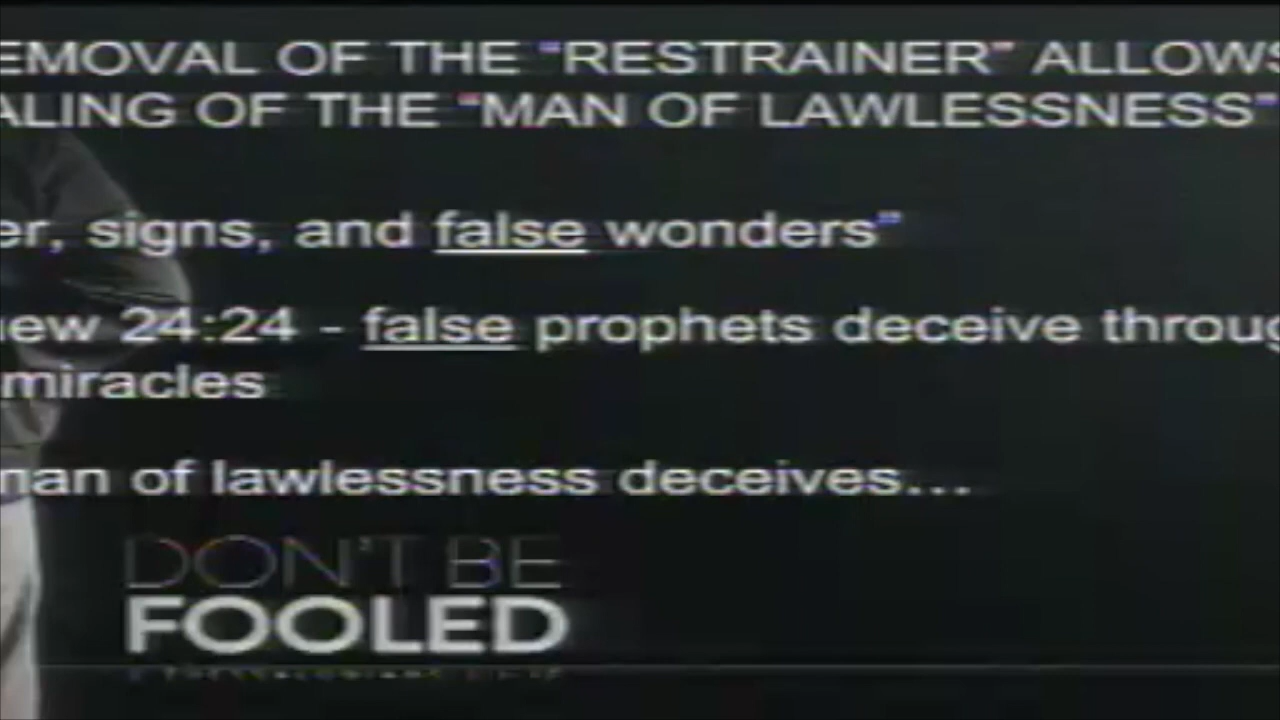 EMOVAL OF THE "RESTRAINER" ALLOWS
ALING OF THE "MAN OF LAWLESSNESS"
er, signs, and false wonders"
ew 24:24 - false prophets deceive throug
miracles
man of lawlessness deceives...
DON'T BE
FOOLED